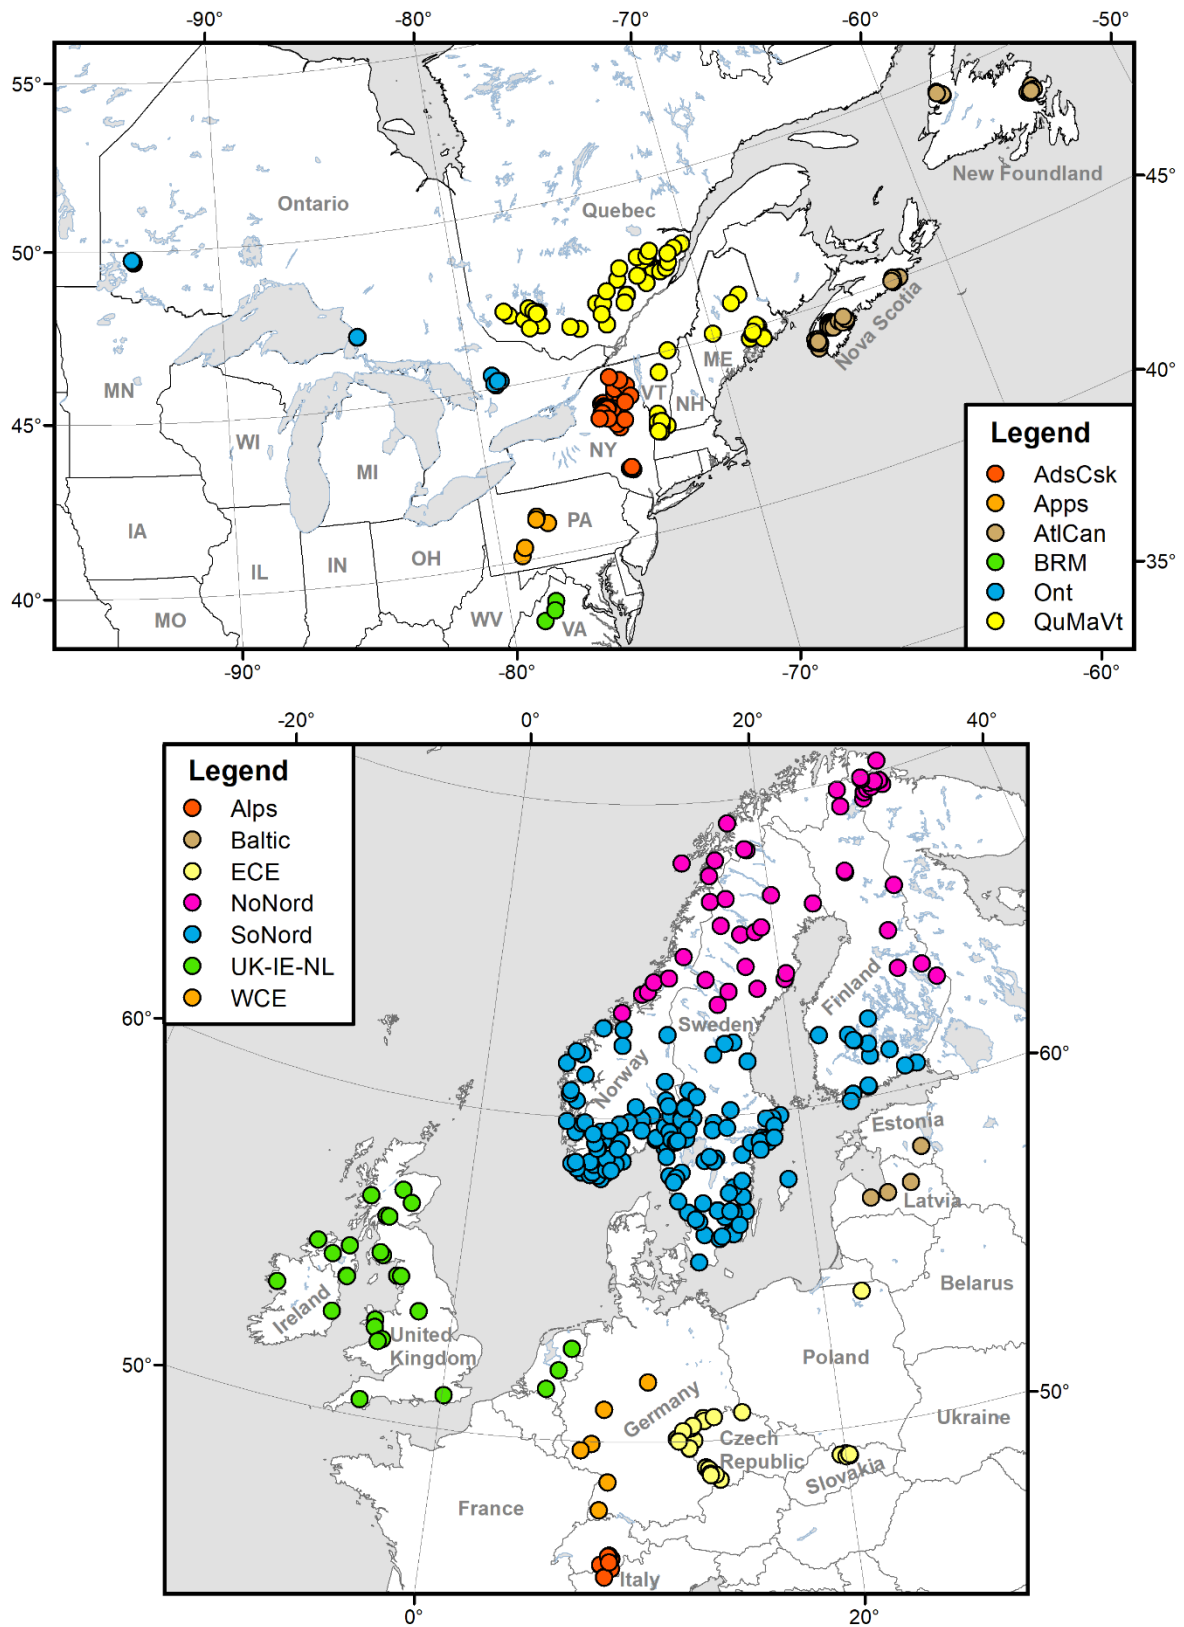 -90°
-80°
-70°
-60°
-50°
55°
50°
45°
40°
45°
40°
35°
Ontario
Quebec
New Foundland
Nova Scotia
MN
WI
MI
ME
VT
NH
NY
PA
IA
IL
IN
OH
MO
WV
VA
Legend
AdsCsk
Apps
AtlCan
BRM
Ont
QuMaVt
-90°
-80°
-70°
-60°
-20°
0°
20°
40°
Legend
Alps
Baltic
ECE
NoNord
SoNord
UK-IE-NL
WCE
60°
50°
60°
50°
Finland
Sweden
Norway
Estonia
Latvia
Belarus
Ireland
United
Kingdom
Poland
Germany
Ukraine
Czech
Republic
Slovakia
France
Italy
0°
20°